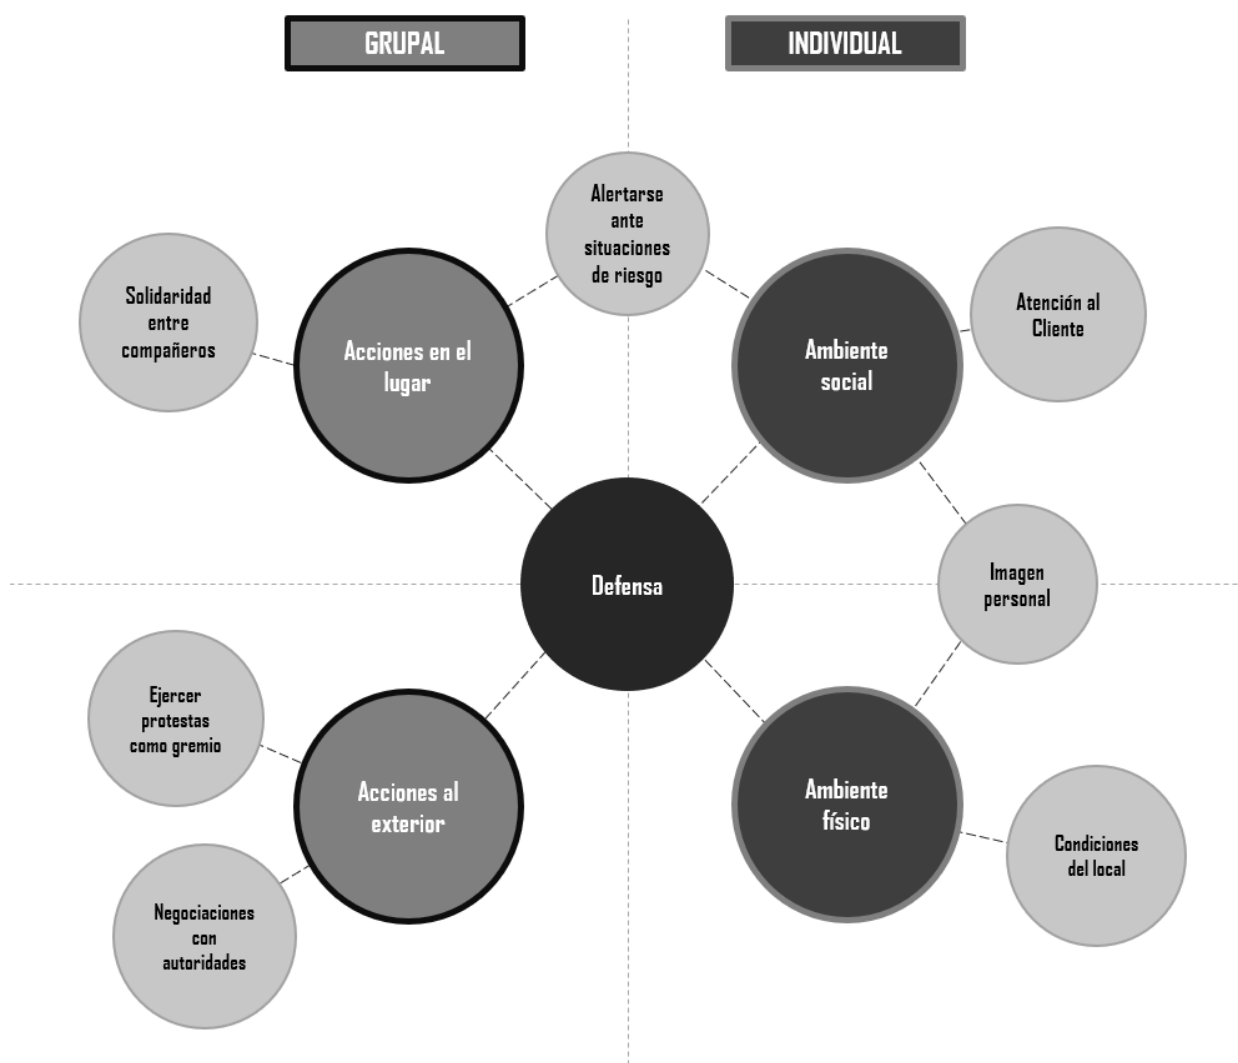 GRUPAL
INDIVIDUAL
Alertarse
ante
situaciones
de riesgo
Solidaridad
entre
compañeros
Acciones en el
lugar
Ambiente
social
Atención al
Cliente
Defensa
Imagen
personal
Ejercer
protestas
como gremio
Acciones al
exterior
Ambiente
físico
Condiciones
del local
Negociaciones
con
autoridades